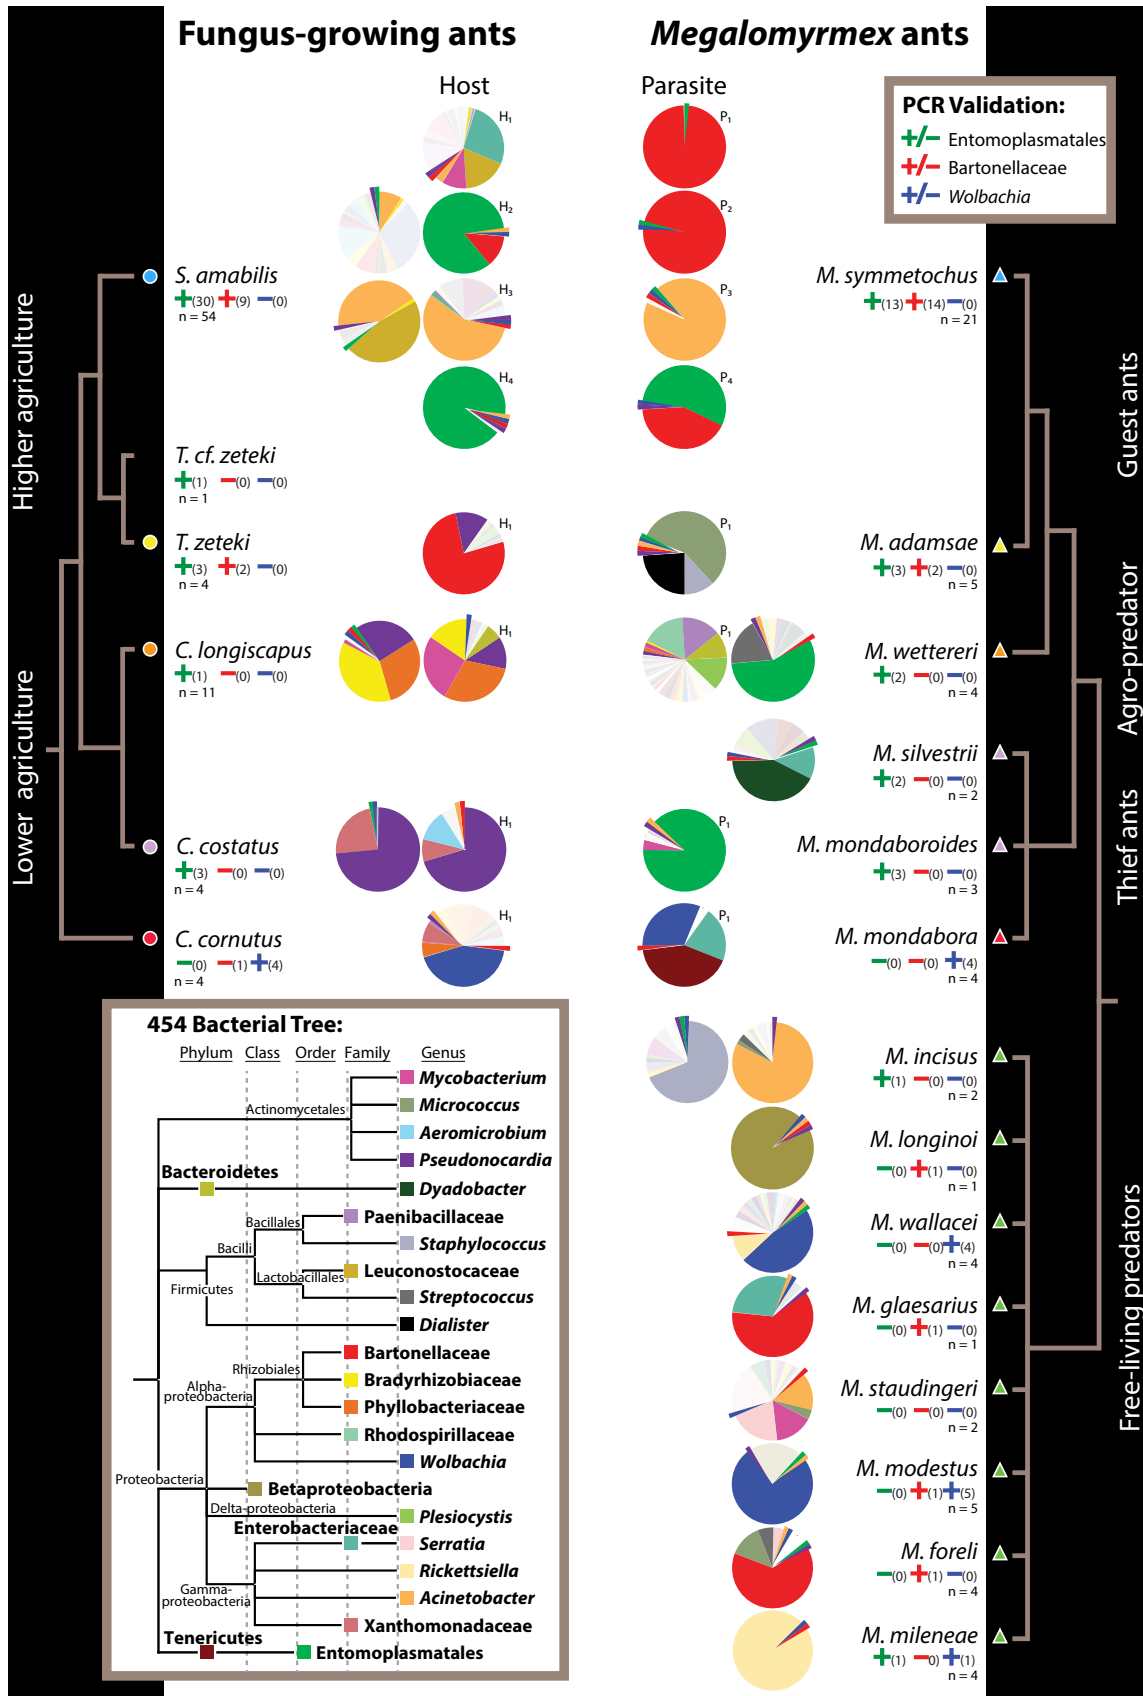 Fungus-growing ants
Megalomyrmex ants
Host
Parasite
PCR Validation:
+/− Entomoplasmatales
+/− Bartonellaceae
+/− Wolbachia
H1
P1
H2
P2
H3
P3
H4
P4
Higher agriculture
Lower agriculture
S. amabilis
+(30) +(9) −(0)
n = 54
T. cf. zeteki
+(1) −(0) −(0)
n = 1
T. zeteki
+(3) +(2) −(0)
n = 4
H1
C. longiscapus
+(1) −(0) −(0)
n = 11
H1
C. costatus
+(3) −(0) −(0)
n = 4
H1
C. cornutus
−(0) −(1) +(4)
n = 4
H1
M. symmetochus
+(13) +(14) −(0)
n = 21
P1
M. adamsae
+(3) +(2) −(0)
n = 5
P1
M. wettereri
+(2) −(0) −(0)
n = 4
M. silvestrii
+(2) −(0) −(0)
n = 2
P1
M. mondaboroides
+(3) −(0) −(0)
n = 3
P1
M. mondabora
−(0) −(0) +(4)
n = 4
M. incisus
+(1) −(0) −(0)
n = 2
M. longinoi
−(0) +(1) −(0)
n = 1
M. wallacei
−(0) −(0) +(4)
n = 4
M. glaesarius
−(0) +(1) −(0)
n = 1
M. staudingeri
−(0) −(0) −(0)
n = 2
M. modestus
−(0) +(1) +(5)
n = 5
M. foreli
−(0) +(1) −(0)
n = 4
M. mileneae
+(1) −0) +(1)
n = 4
Guest ants
Agro-predator
Thief ants
Free-living predators
454 Bacterial Tree:
Phylum Class Order Family Genus
Mycobacterium
Actinomycetales
Micrococcus
Aeromicrobium
Pseudonocardia
Bacteroidetes
Dyadobacter
Paenibacillaceae
Bacillales
Staphylococcus
Bacilli
Leuconostocaceae
Lactobacillales
Firmicutes
Streptococcus
Dialister
Bartonellaceae
Rhizobiales
Bradyrhizobiaceae
Alpha-
proteobacteria
Phyllobacteriaceae
Rhodospirillaceae
Wolbachia
Proteobacteria
Betaproteobacteria
Delta-proteobacteria
Plesiocystis
Enterobacteriaceae
Serratia
Rickettsiella
Gamma-
proteobacteria
Acinetobacter
Xanthomonadaceae
Tenericutes
Entomoplasmatales